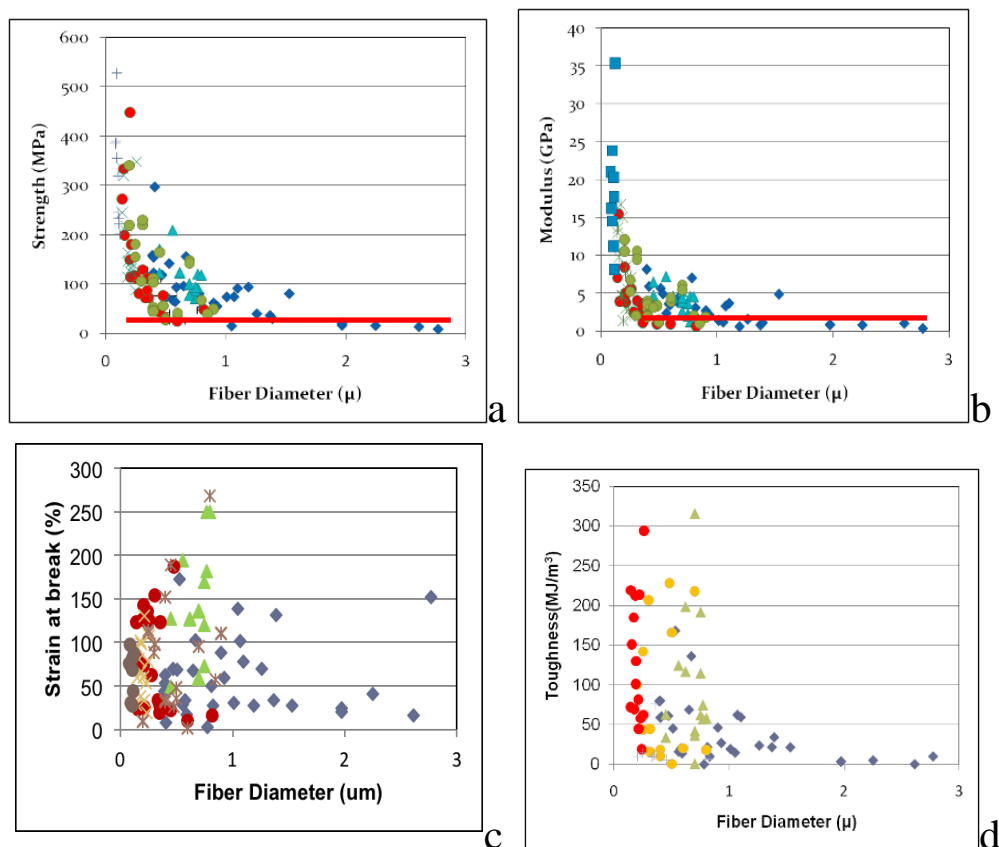 600
500
400
300
200
100
0
0 1 2 3
Strength (MPa)
Fiber Diameter (μ)
a
40
35
30
25
20
15
10
5
0
0 1 2 3
Modulus (GPa)
Fiber Diameter (μ)
b
300
250
200
150
100
50
0
0 1 2 3
Strain at break (%)
Fiber Diameter (um)
c
350
300
250
200
150
100
50
0
0 1 2 3
Toughness(MJ/m³)
Fiber Diameter (μ)
d